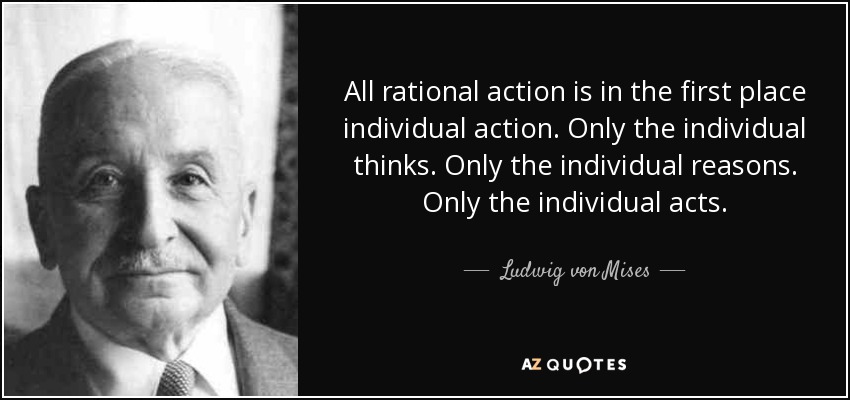 All rational action is in the first place
individual action. Only the individual
thinks. Only the individual reasons.
Only the individual acts.
Ludwig von Mises
AZ QUOTES